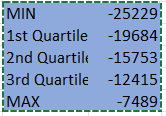 MIN -25229
1st Quartile -19684
2nd Quartile -15753
3rd Quartile -12415
MAX -7489